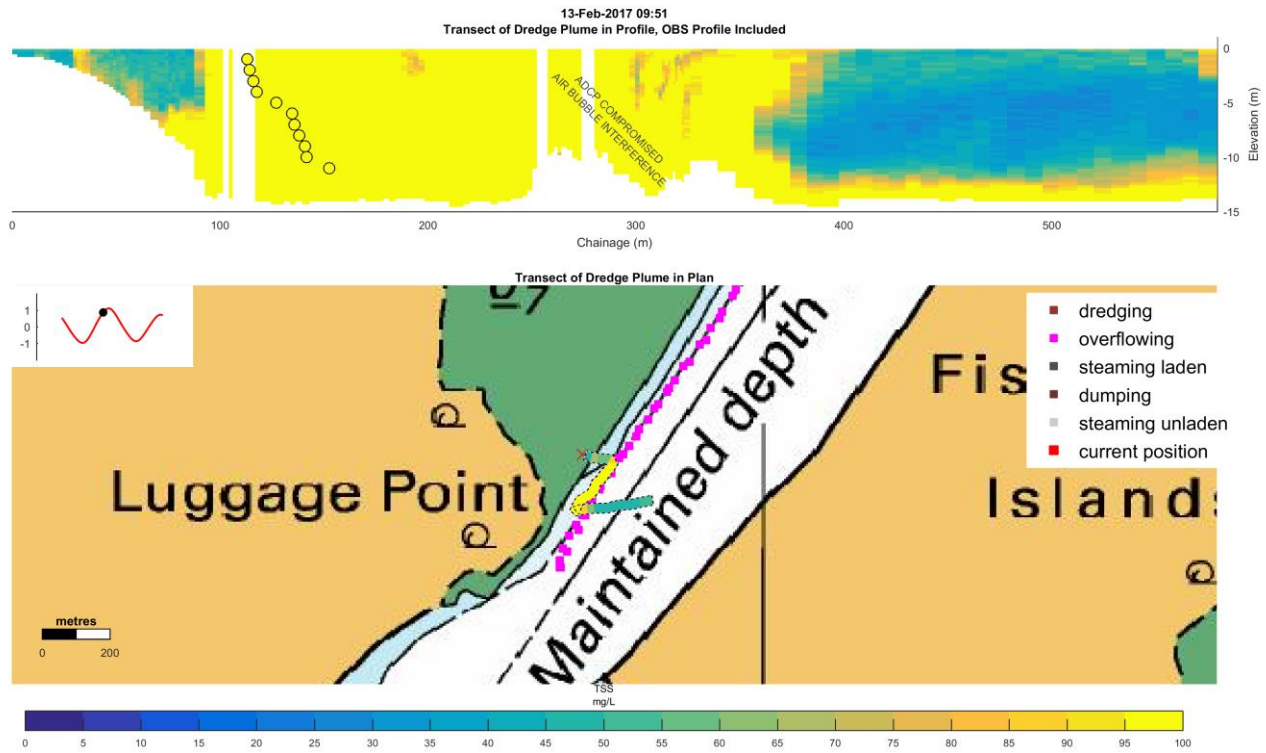 13-Feb-2017 09:51
Transect of Dredge Plume in Profile, OBS Profile Included
ADCP COMPROMISED
AIR BUBBLE INTERFERENCE
0
-5
-10
-15
Elevation (m)
0 100 200 300 400 500
Chainage (m)
Transect of Dredge Plume in Plan
1
0
-1
dredging
overflowing
steaming laden
dumping
steaming unladen
current position
Maintained depth
Fis
Luggage Point
Islands
Maintained depth
metres
0 200
TSS
mg/L
0 5 10 15 20 25 30 35 40 45 50 55 60 65 70 75 80 85 90 95 100